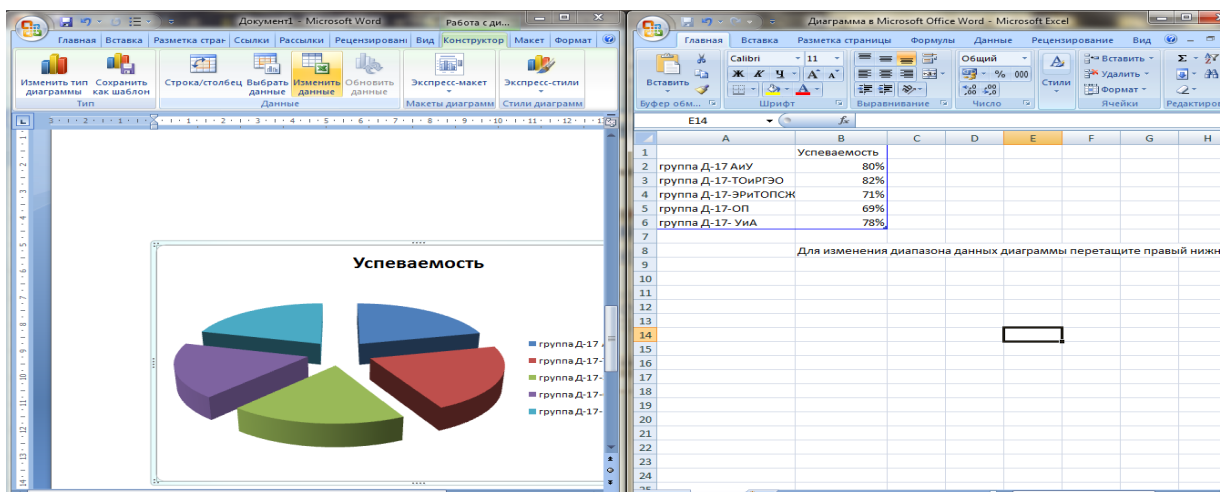 Документ1 - Microsoft Word
Работа с ди...
Главная Вставка Разметка стран Ссылки Рассылки Рецензировани Вид Конструктор Макет Формат
Изменить тип диаграммы
Сохранить как шаблон
Строка/столбец
Выбрать данные
Изменить данные
Обновить данные
Экспресс-макет
Экспресс-стили
Тип
Данные
Макеты диаграмм
Стили диаграмм
Успеваемость
группа Д-17
группа Д-17-
группа Д-17-
группа Д-17-
группа Д-17-
Диаграмма в Microsoft Office Word - Microsoft Excel
Главная Вставка Разметка страницы Формулы Данные Рецензирование Вид
Вставить
Calibri 11
Ж К Ч
Общий
% 000
Стили
Вставить
Удалить
Формат
Буфер обм...
Шрифт
Выравнивание
Число
Ячейки
Редактиров
E14 fx
A B C D E F G H
1 Успеваемость
2 группа Д-17 АиУ 80%
3 группа Д-17-ТОиРГЭО 82%
4 группа Д-17-ЭРиТОПСЖ 71%
5 группа Д-17-ОП 69%
6 группа Д-17- УиА 78%
7
8 Для изменения диапазона данных диаграммы перетащите правый нижн
9
10
11
12
13
14
15
16
17
18
19
20
21
22
23
24